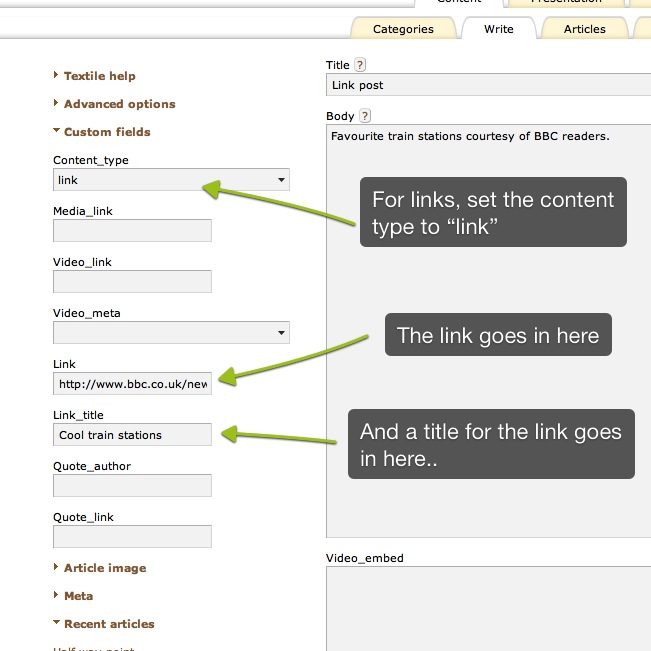 Content
Presentation
Categories
Write
Articles
Textile help
Advanced options
Custom fields
Content_type
link
Media_link
Video_link
Video_meta
Link
http://www.bbc.co.uk/new
Link_title
Cool train stations
Quote_author
Quote_link
Article image
Meta
Recent articles
Half way point
Title ?
Link post
Body ?
Favourite train stations courtesy of BBC readers.
For links, set the content
type to “link”
The link goes in here
And a title for the link goes
in here..
Video_embed